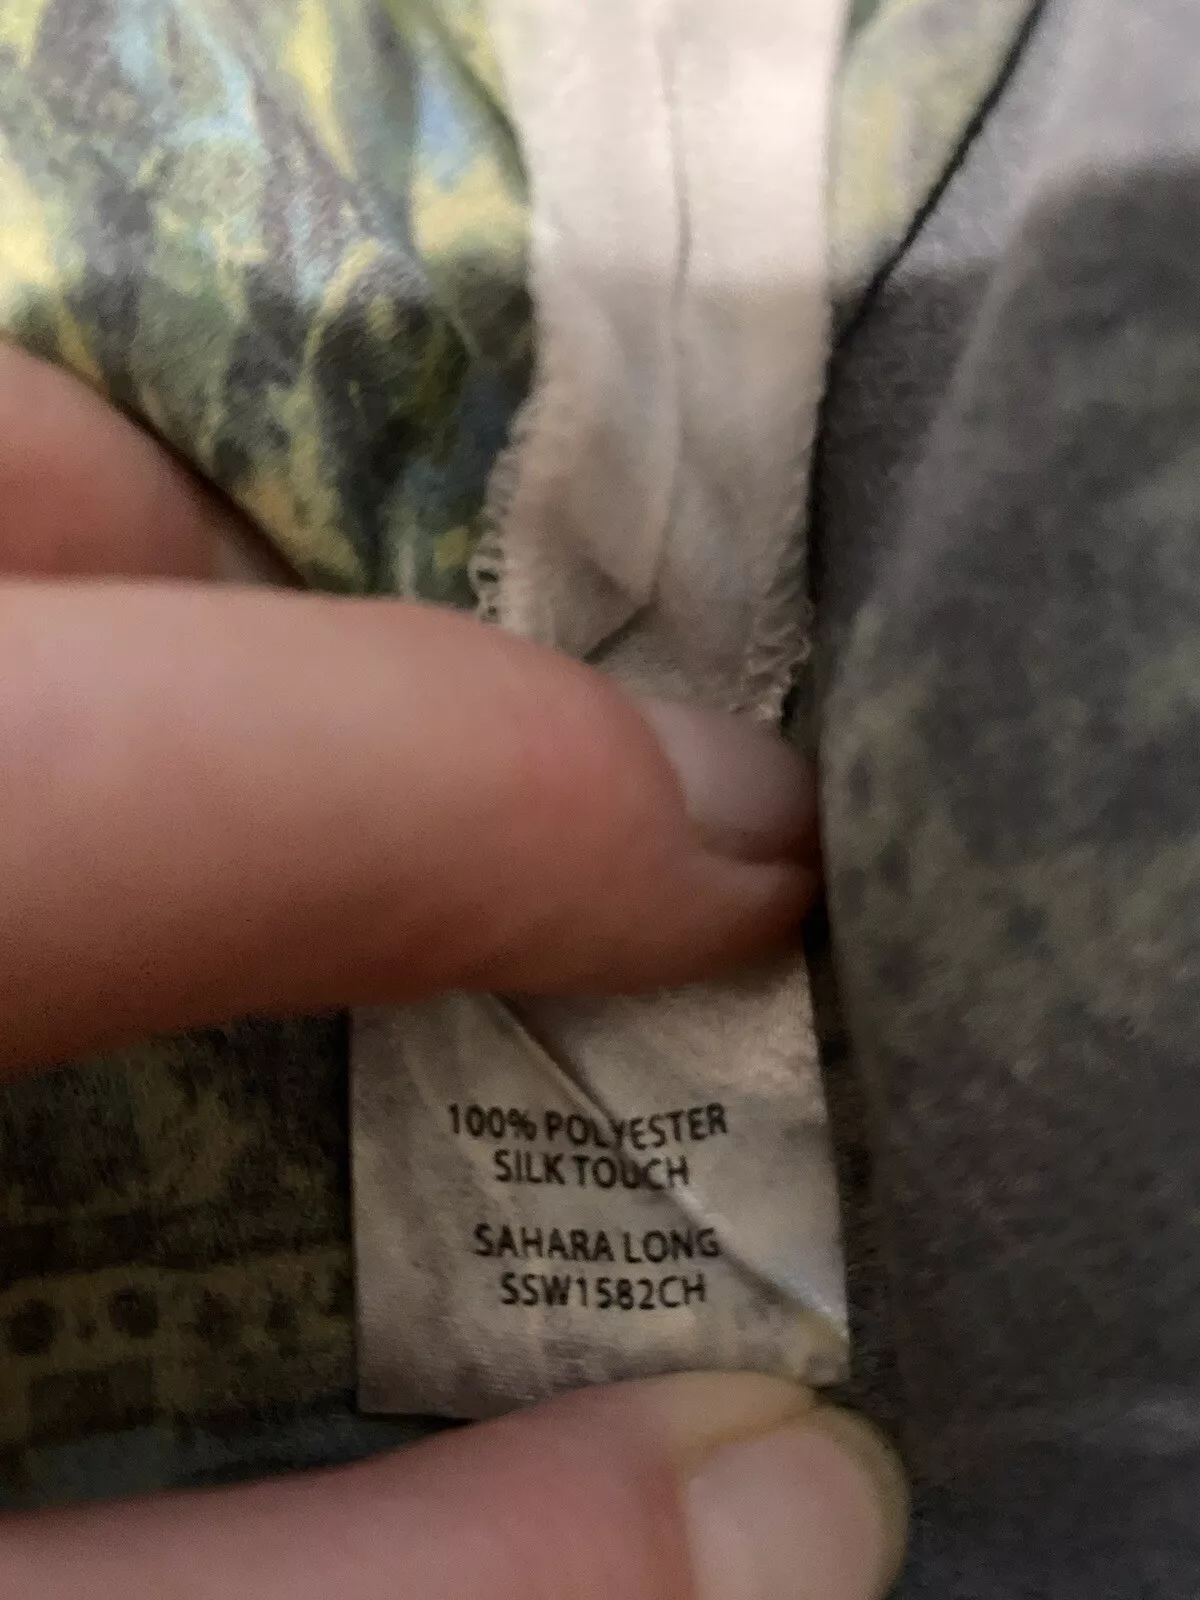 100% POLYESTER
SILK TOUCH
SAHARA LONG
SSW1582CH